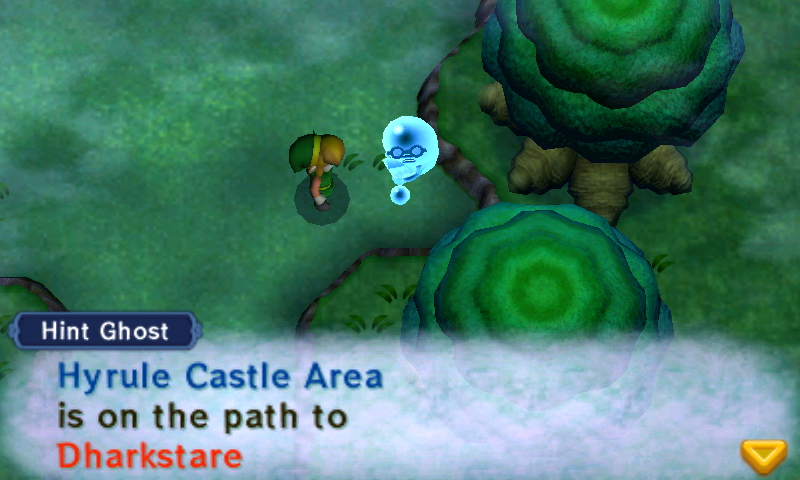 Hint Ghost
Hyrule Castle Area
is on the path to
Dharkstare